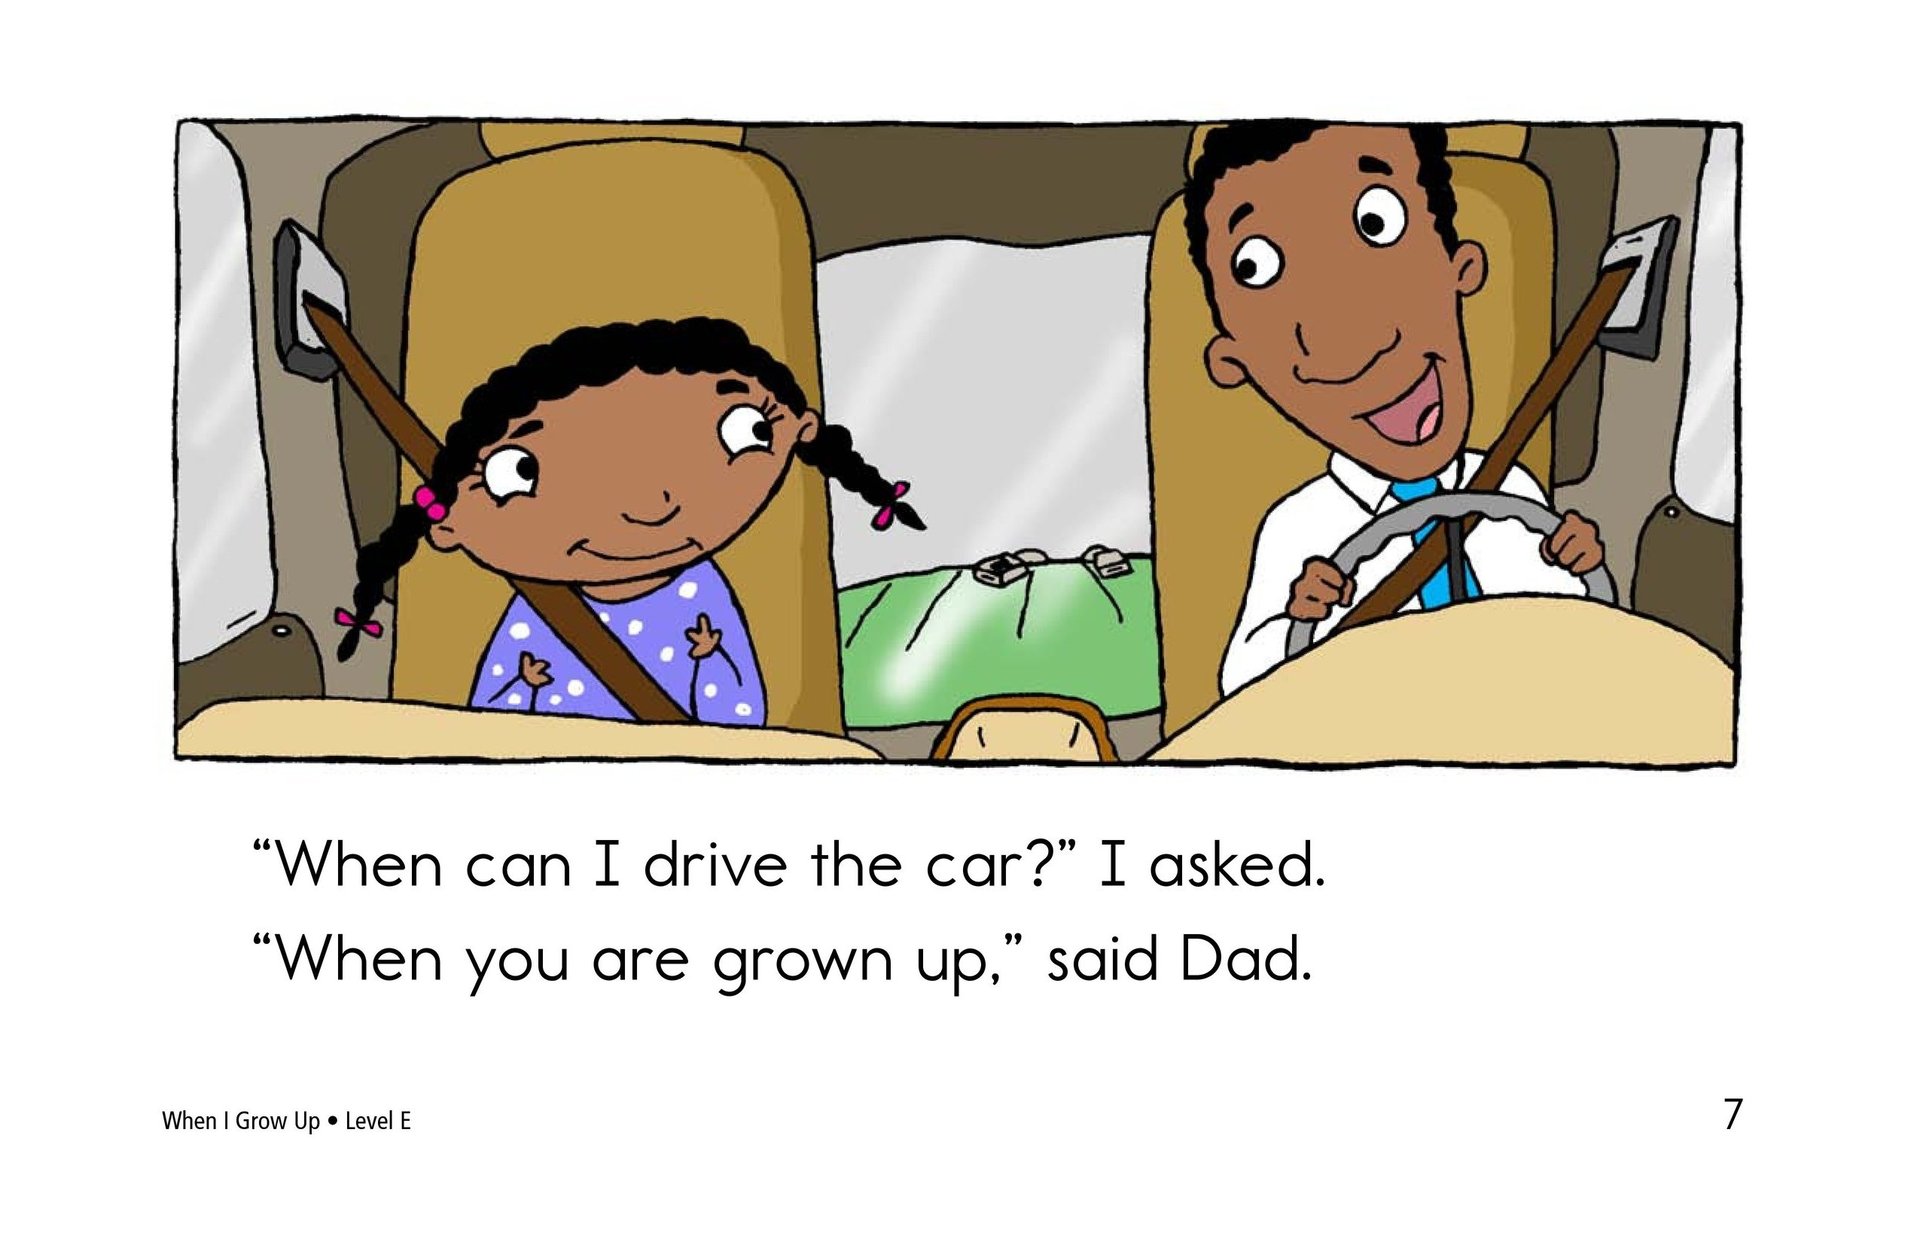 “When can I drive the car?” I asked.
“When you are grown up,” said Dad.
When I Grow Up • Level E
7